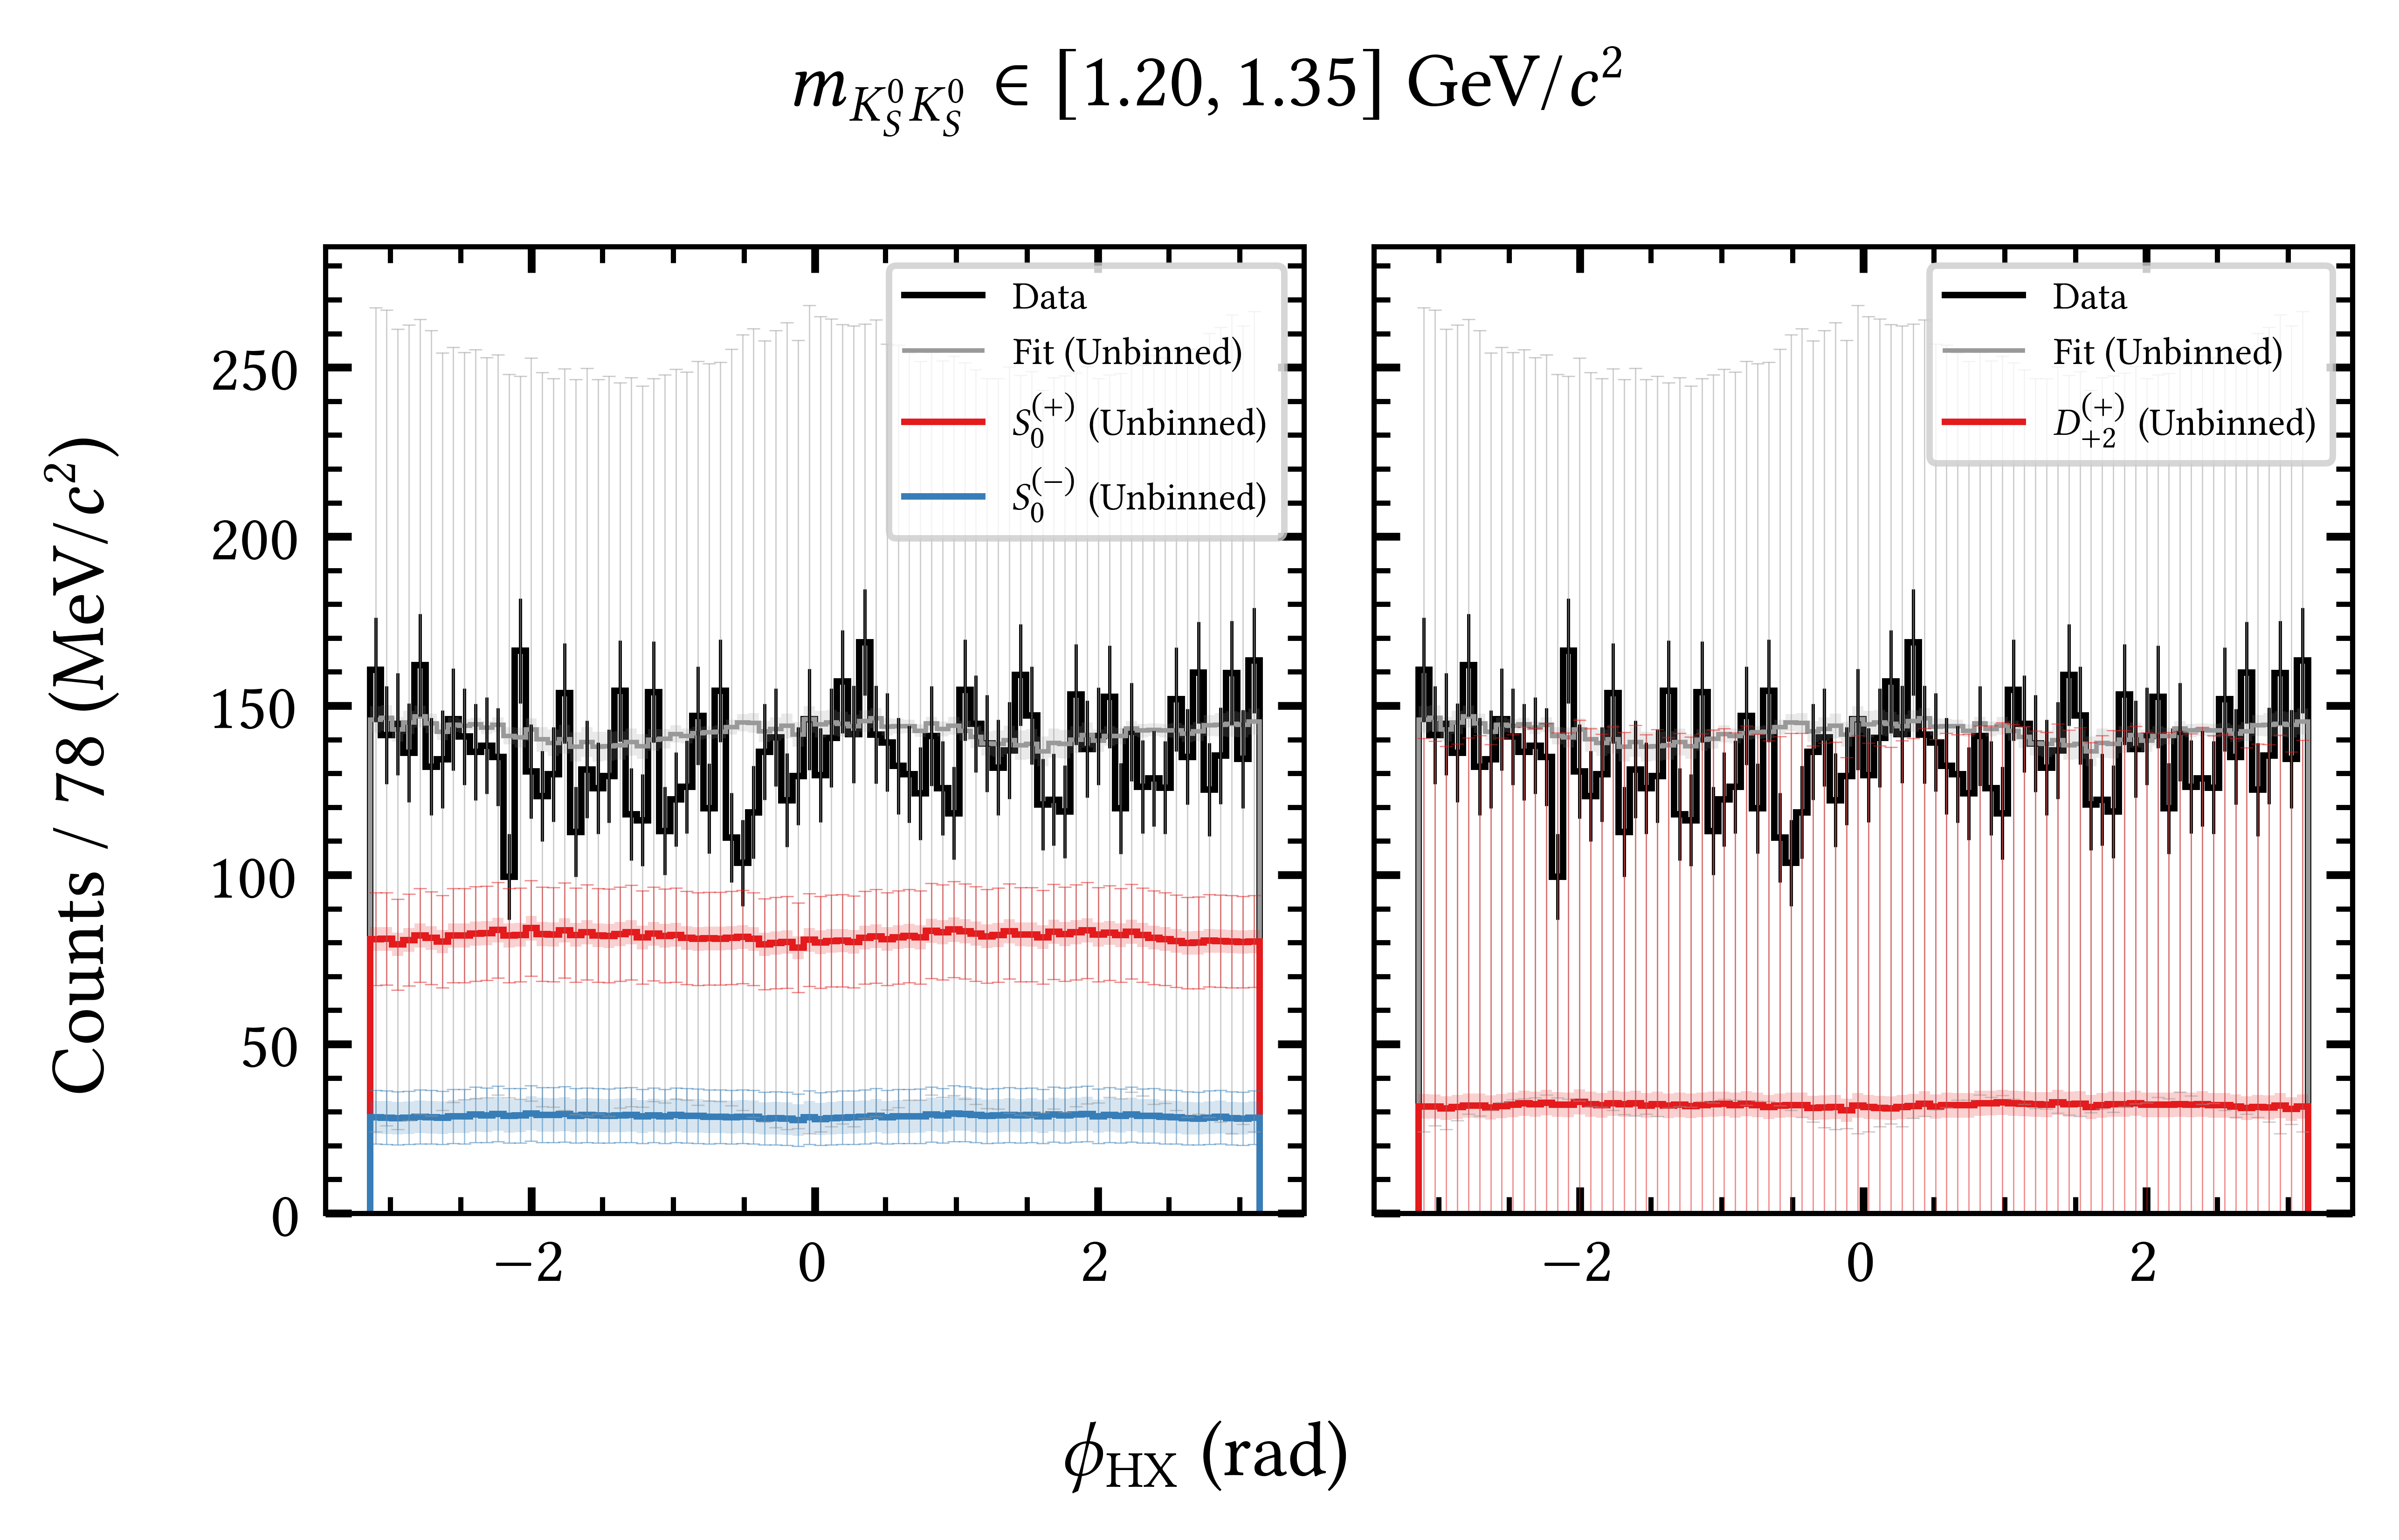 m_{K_S^0 K_S^0} ∈ [1.20, 1.35] GeV/c²
Counts / 78 (MeV/c²)
250
200
150
100
50
0
Data
Fit (Unbinned)
S_0^{(+)} (Unbinned)
S_0^{(−)} (Unbinned)
−2 0 2
Data
Fit (Unbinned)
D_{+2}^{(+)} (Unbinned)
−2 0 2
ϕ_{HX} (rad)